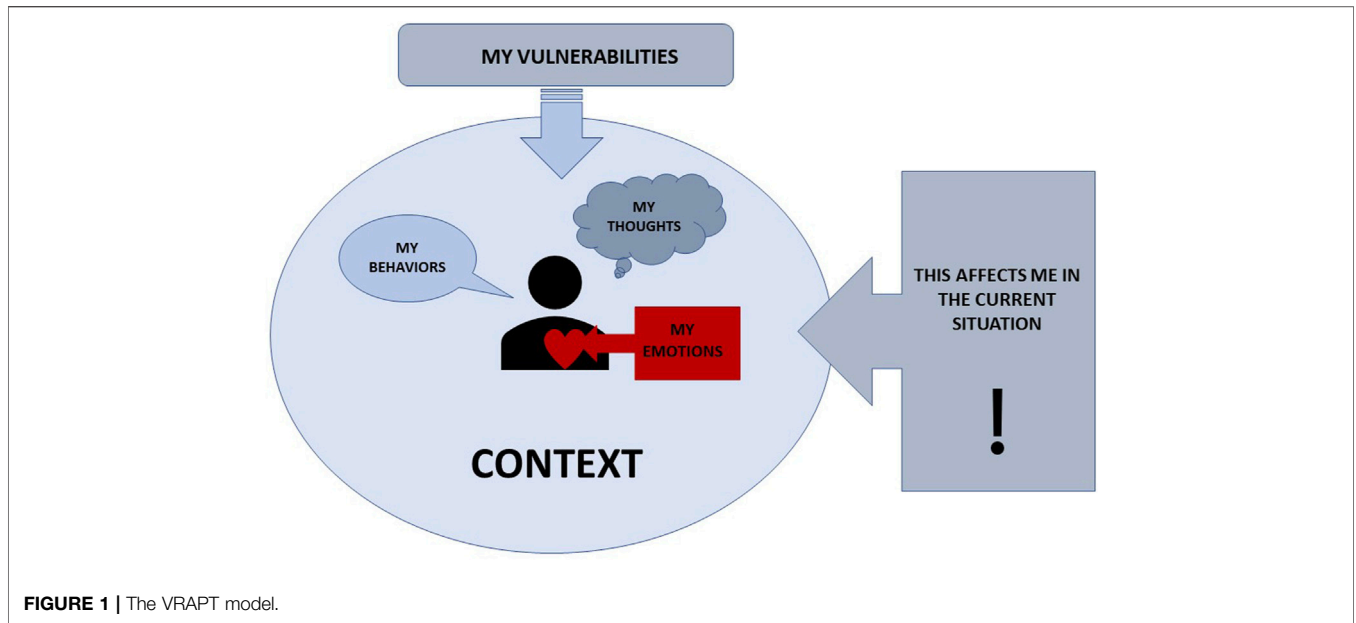 MY VULNERABILITIES
MY
THOUGHTS
MY
BEHAVIORS
THIS AFFECTS ME IN
THE CURRENT
SITUATION
!
MY
EMOTIONS
CONTEXT
FIGURE 1 | The VRAPT model.